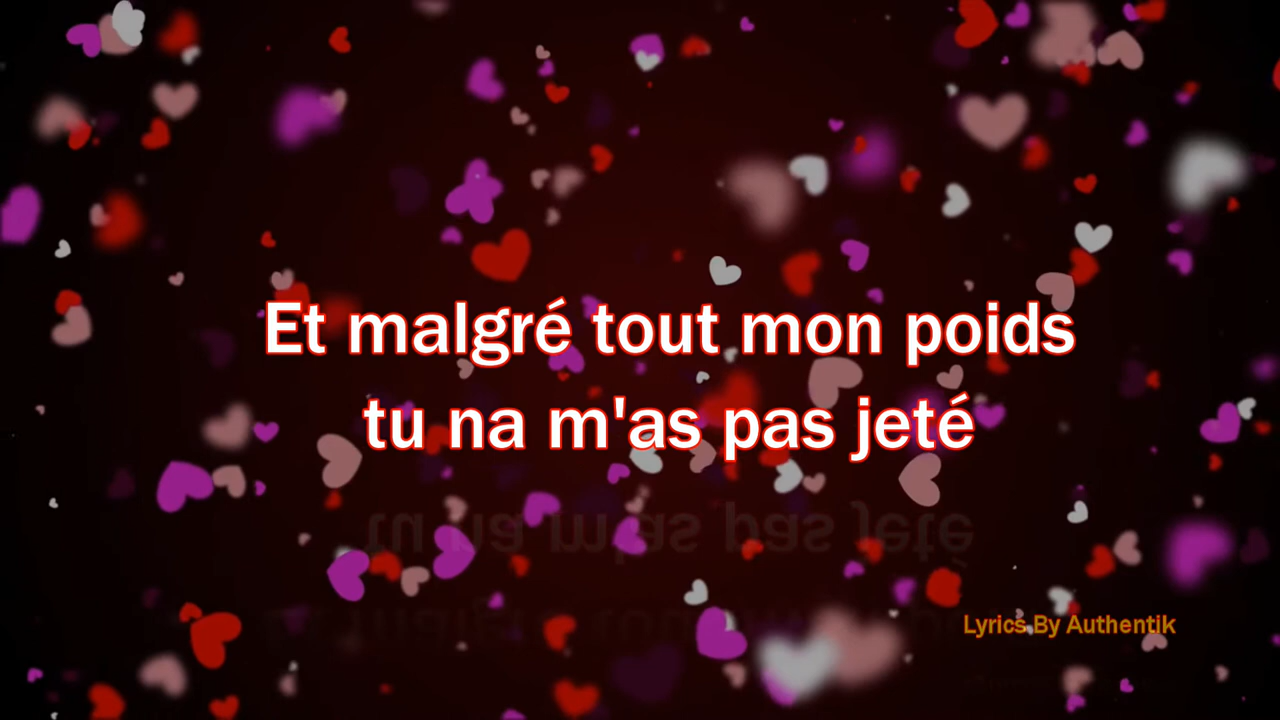 Et malgré tout mon poids
tu na m'as pas jeté
Lyrics By Authentik